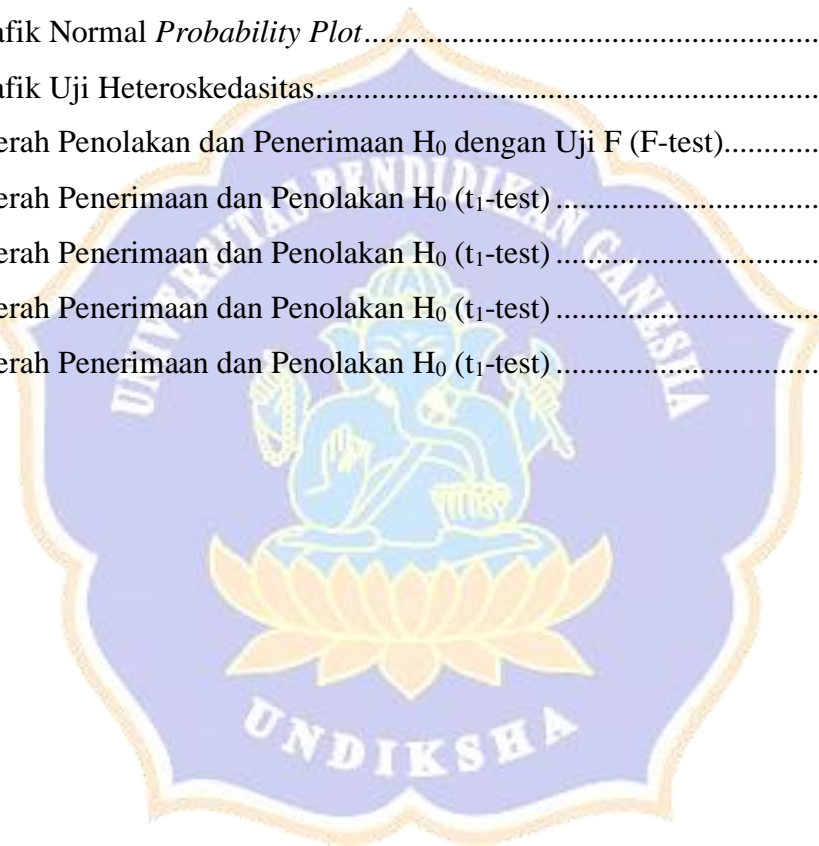 afik Normal Probability Plot....................................................................
afik Uji Heteroskedasitas..........................................................................
erah Penolakan dan Penerimaan H₀ dengan Uji F (F-test)............
erah Penerimaan dan Penolakan H₀ (t₁-test) ................................
erah Penerimaan dan Penolakan H₀ (t₁-test) ................................
erah Penerimaan dan Penolakan H₀ (t₁-test) ................................
erah Penerimaan dan Penolakan H₀ (t₁-test) ................................
UNIVERSITAS PENDIDIKAN GANESHA
UNDIKSHA